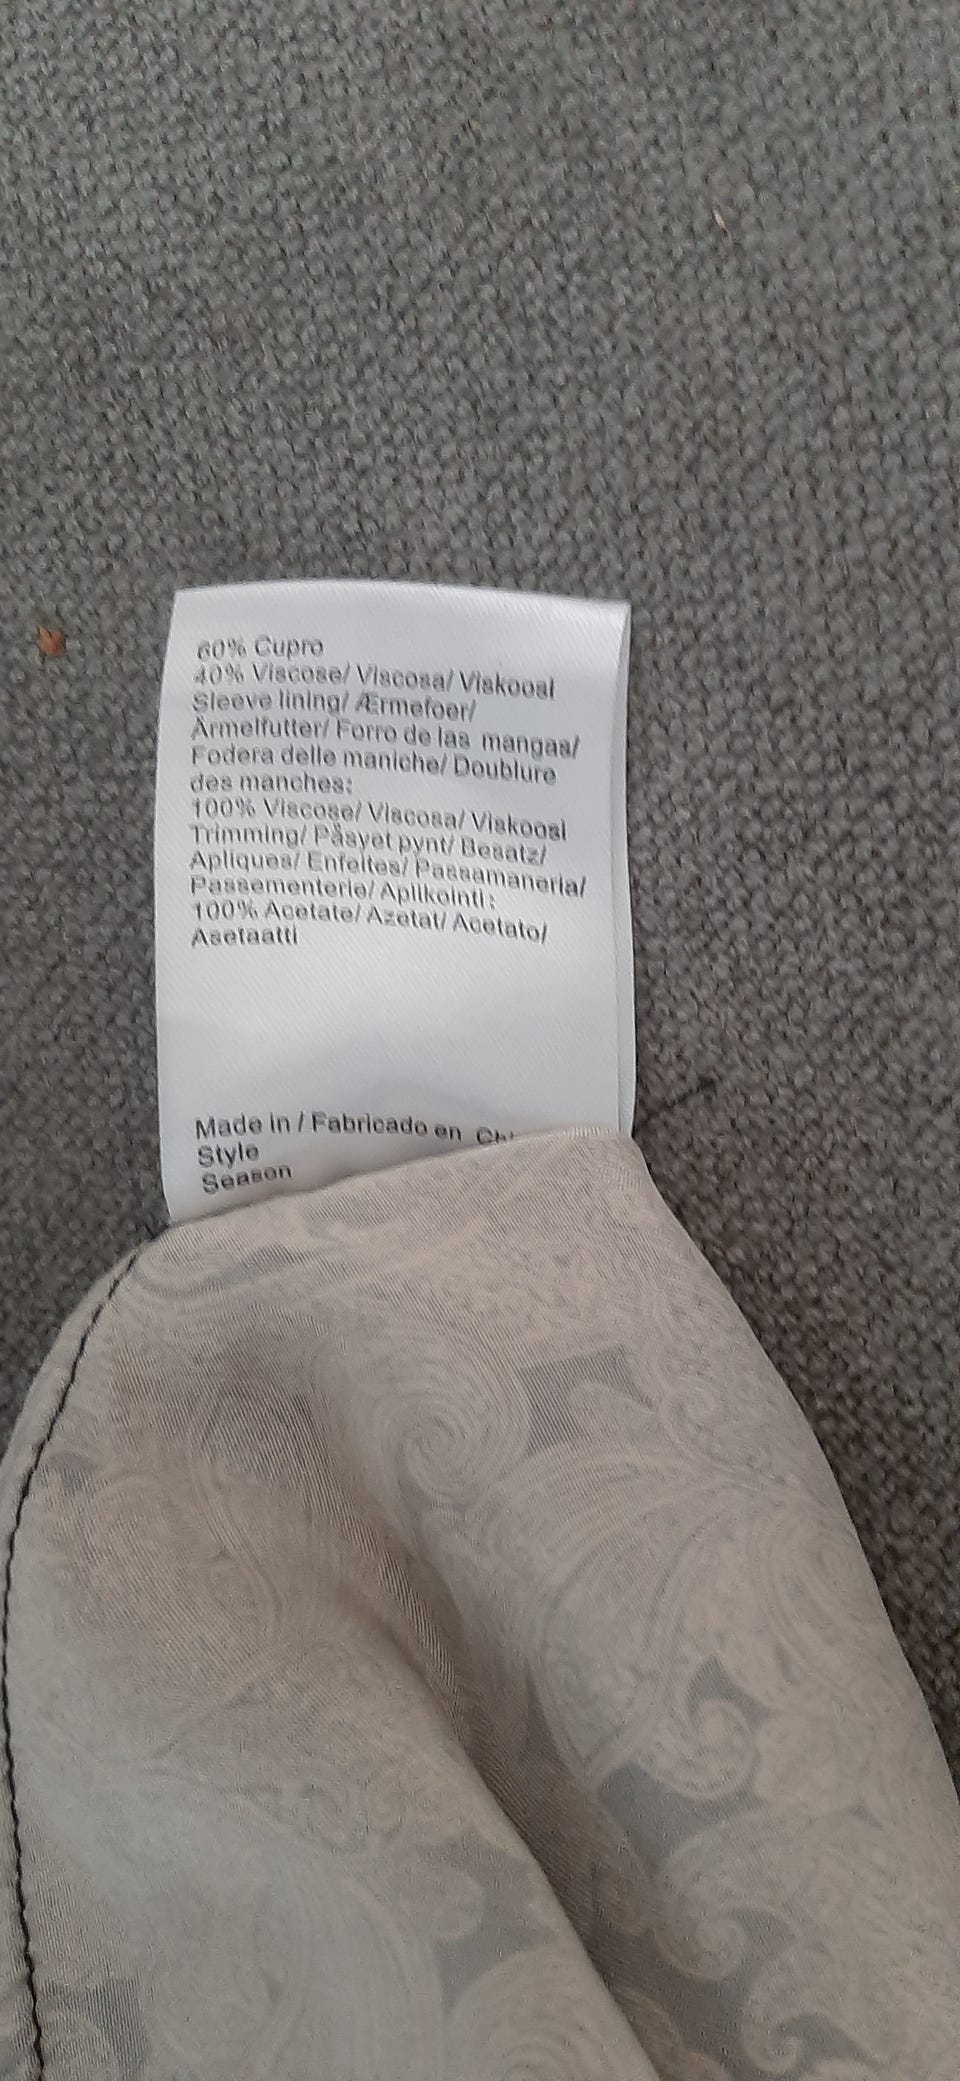 60% Cupro
40% Viscose/ Viscosa/ Viskoosi
Sleeve lining/ Ærmefoer/
Ärmelfutter/ Forro de las mangas/
Fodera delle maniche/ Doublure
des manches:
100% Viscose/ Viscosa/ Viskoosi
Trimming/ Påsyet pynt/ Besatz/
Apliques/ Enfeites/ Passamaneria/
Passementerie/ Aplikointi:
100% Acetate/ Azetat/ Acetato/
Asetaatti
Made in / Fabricado en
Style
Season